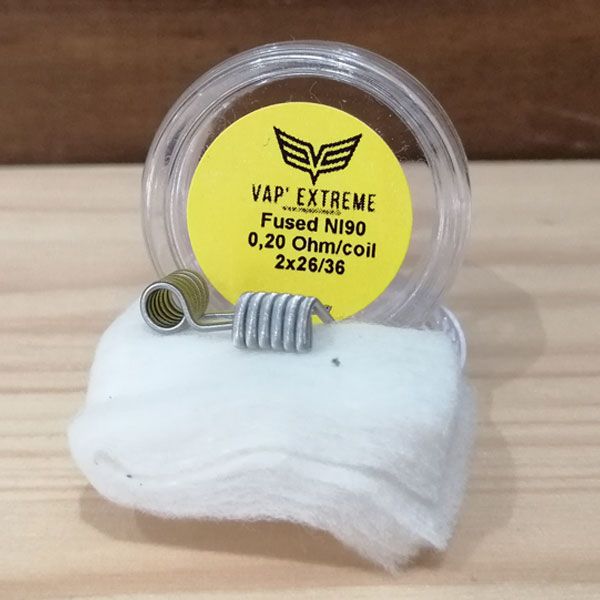 VAP' EXTREME
Fused NI90
0,20 Ohm/coil
2x26/36